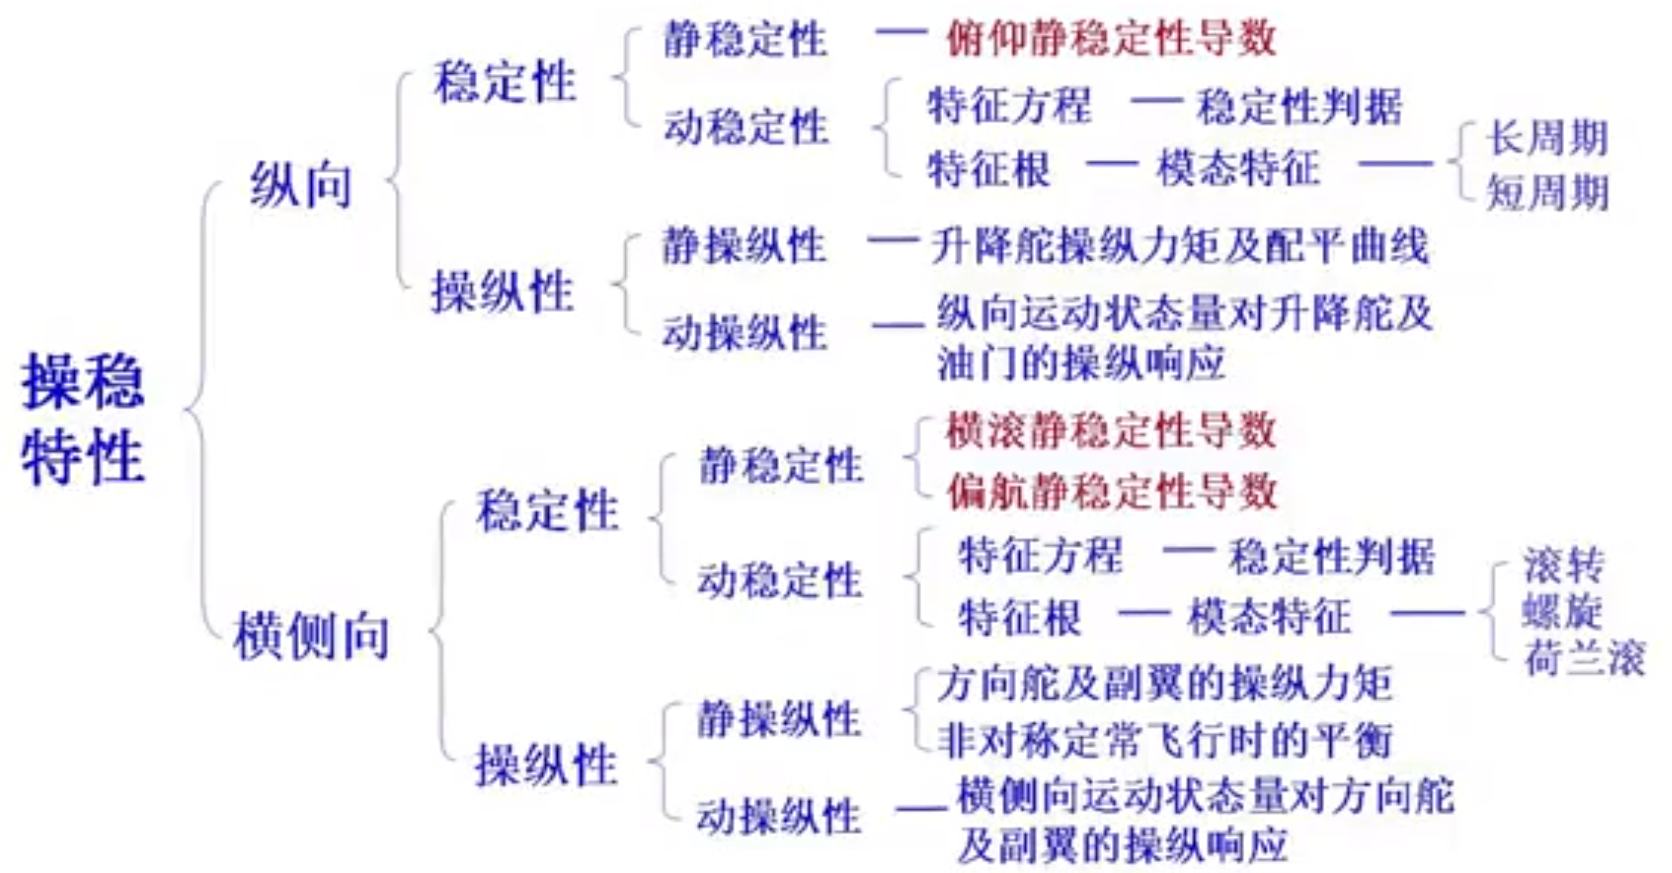 操稳
特性
纵向
稳定性
静稳定性 — 俯仰静稳定性导数
动稳定性
特征方程 — 稳定性判据
特征根 — 模态特征 —
长周期
短周期
操纵性
静操纵性 — 升降舵操纵力矩及配平曲线
动操纵性 — 纵向运动状态量对升降舵及
油门的操纵响应
横侧向
稳定性
静稳定性
横滚静稳定性导数
偏航静稳定性导数
动稳定性
特征方程 — 稳定性判据
特征根 — 模态特征 —
滚转
螺旋
荷兰滚
操纵性
静操纵性
方向舵及副翼的操纵力矩
非对称定常飞行时的平衡
动操纵性 — 横侧向运动状态量对方向舵
及副翼的操纵响应